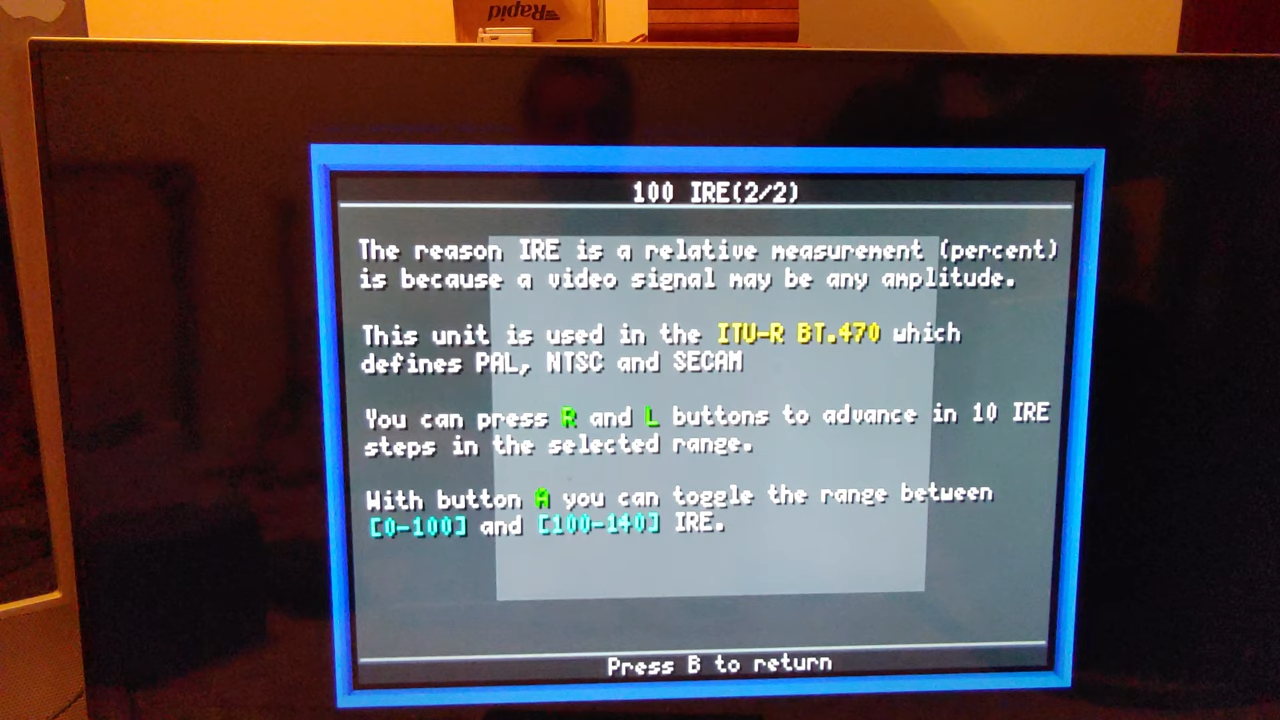 Rapid
100 IRE(2/2)
The reason IRE is a relative measurement (percent)
is because a video signal may be any amplitude.
This unit is used in the ITU-R BT.470 which
defines PAL, NTSC and SECAM
You can press R and L buttons to advance in 10 IRE
steps in the selected range.
With button A you can toggle the range between
[0-100] and [100-140] IRE.
Press B to return